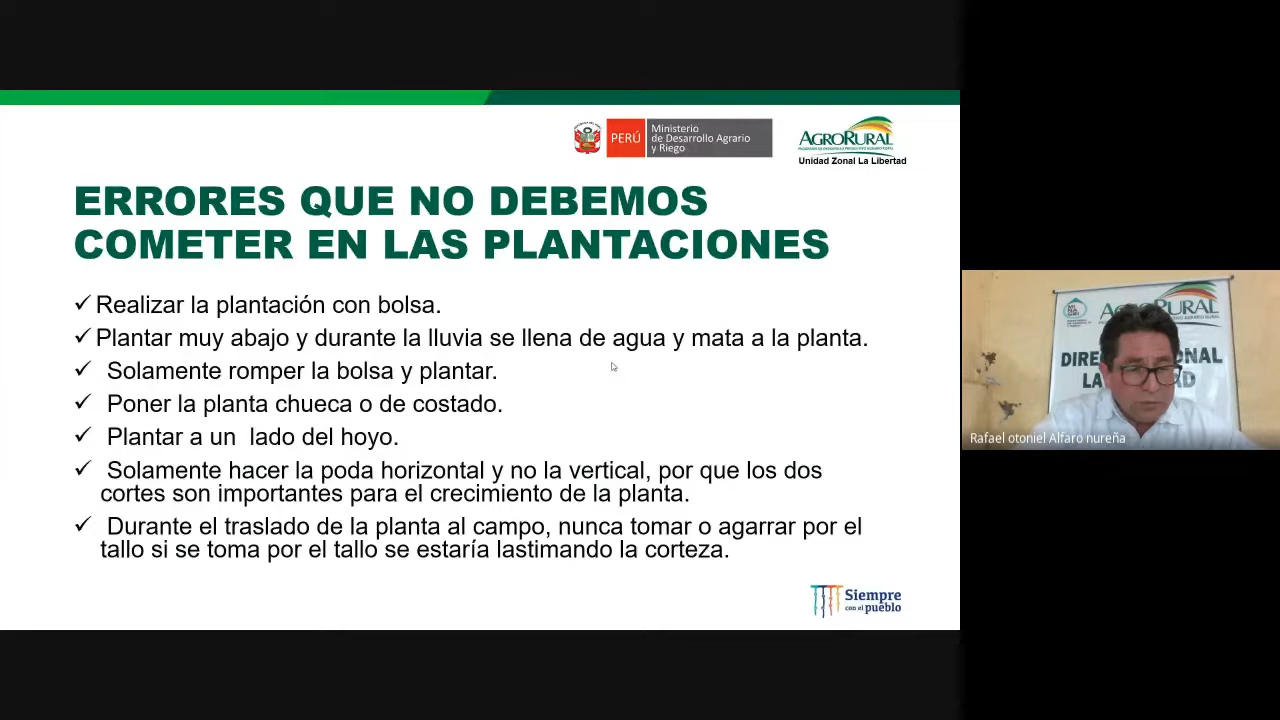 PERÚ
Ministerio
de Desarrollo Agrario
y Riego
AGRORURAL
Unidad Zonal La Libertad
ERRORES QUE NO DEBEMOS
COMETER EN LAS PLANTACIONES
✓ Realizar la plantación con bolsa.
✓ Plantar muy abajo y durante la lluvia se llena de agua y mata a la planta.
✓ Solamente romper la bolsa y plantar.
✓ Poner la planta chueca o de costado.
✓ Plantar a un lado del hoyo.
✓ Solamente hacer la poda horizontal y no la vertical, por que los dos
cortes son importantes para el crecimiento de la planta.
✓ Durante el traslado de la planta al campo, nunca tomar o agarrar por el
tallo si se toma por el tallo se estaría lastimando la corteza.
Siempre
con el pueblo
AGRORURAL
Rafael otoniel Alfaro nureña